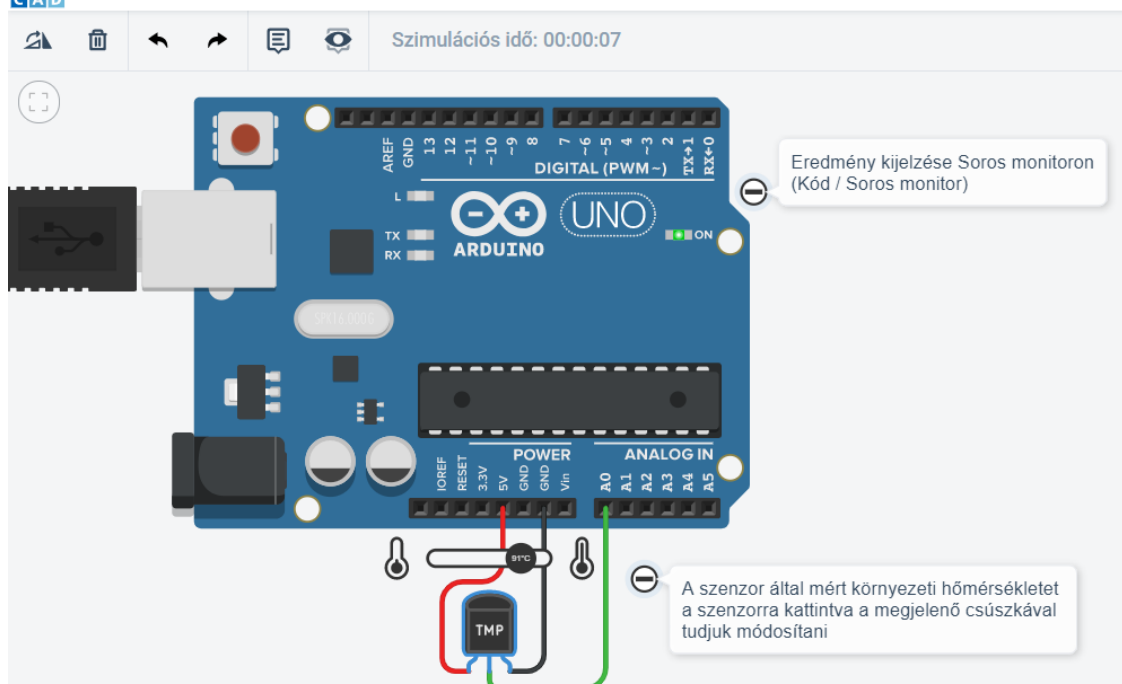 CAD
Szimulációs idő: 00:00:07
AREF
GND
13
12
~11
~10
~9
8
7
~6
~5
4
~3
2
TX→1
RX←0
DIGITAL (PWM~)
Eredmény kijelzése Soros monitoron
(Kód / Soros monitor)
L
TX
RX
ARDUINO
UNO
ON
SPK16.000G
POWER
ANALOG IN
IOREF
RESET
3.3V
5V
GND
GND
Vin
A0
A1
A2
A3
A4
A5
91°C
A szenzor által mért környezeti hőmérsékletet
a szenzorra kattintva a megjelenő csúszkával
tudjuk módosítani
TMP